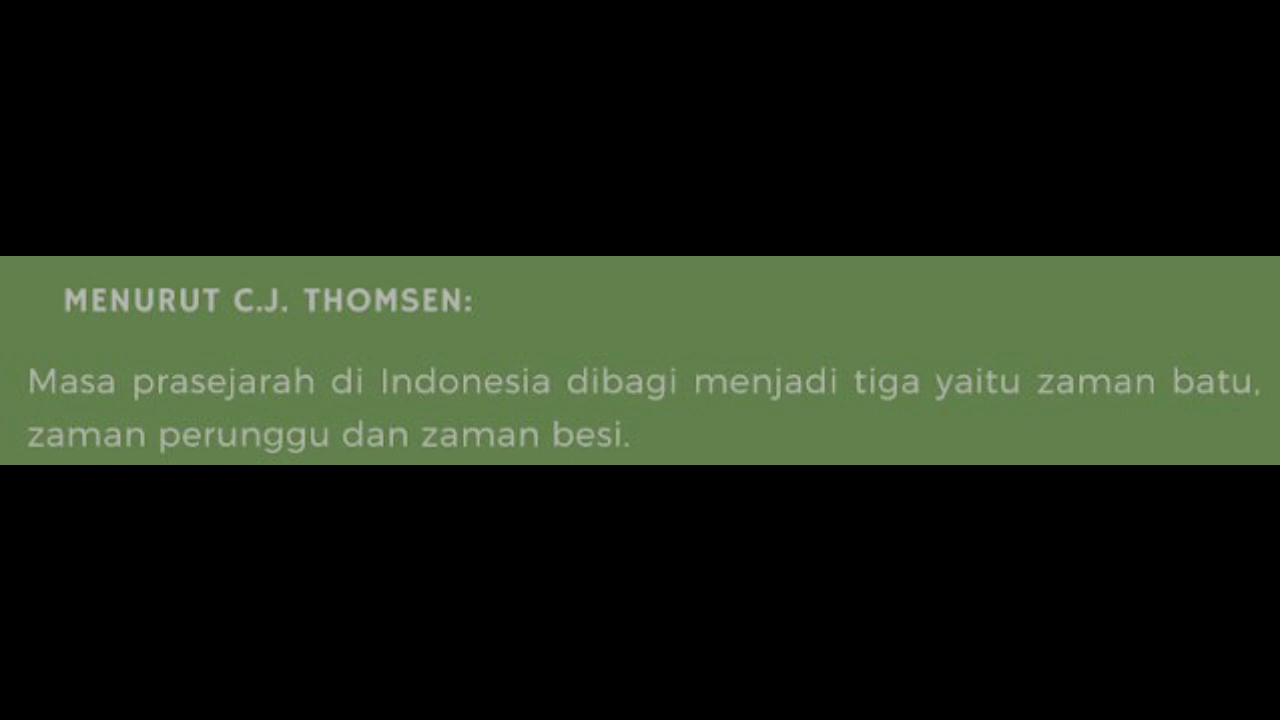 MENURUT C.J. THOMSEN:
Masa prasejarah di Indonesia dibagi menjadi tiga yaitu zaman batu,
zaman perunggu dan zaman besi.